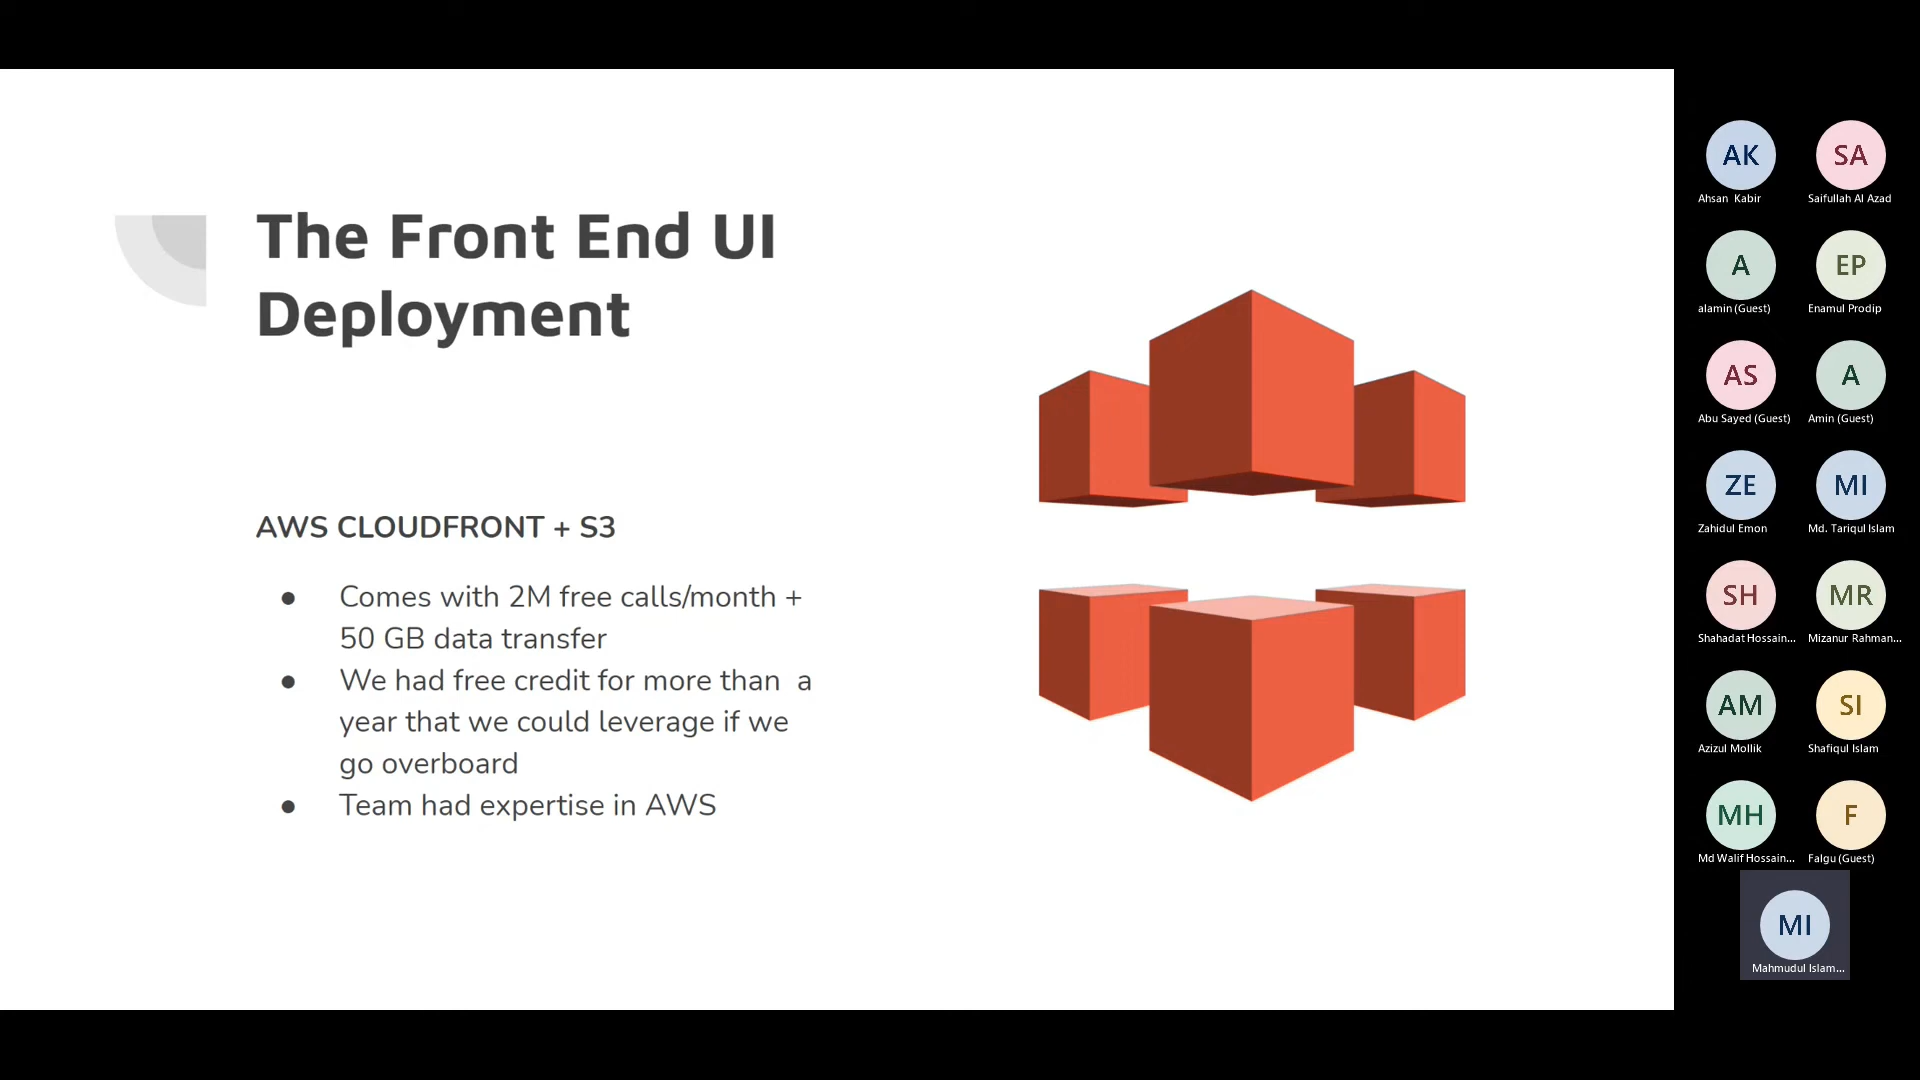 The Front End UI
Deployment
AWS CLOUDFRONT + S3
● Comes with 2M free calls/month +
50 GB data transfer
● We had free credit for more than  a
year that we could leverage if we
go overboard
● Team had expertise in AWS
AK
Ahsan  Kabir
SA
Saifullah Al Azad
A
alamin (Guest)
EP
Enamul Prodip
AS
Abu Sayed (Guest)
A
Amin (Guest)
ZE
Zahidul Emon
MI
Md. Tariqul Islam
SH
Shahadat Hossain...
MR
Mizanur Rahman...
AM
Azizul Mollik
SI
Shafiqul Islam
MH
Md Walif Hossain...
F
Falgu (Guest)
MI
Mahmudul Islam...